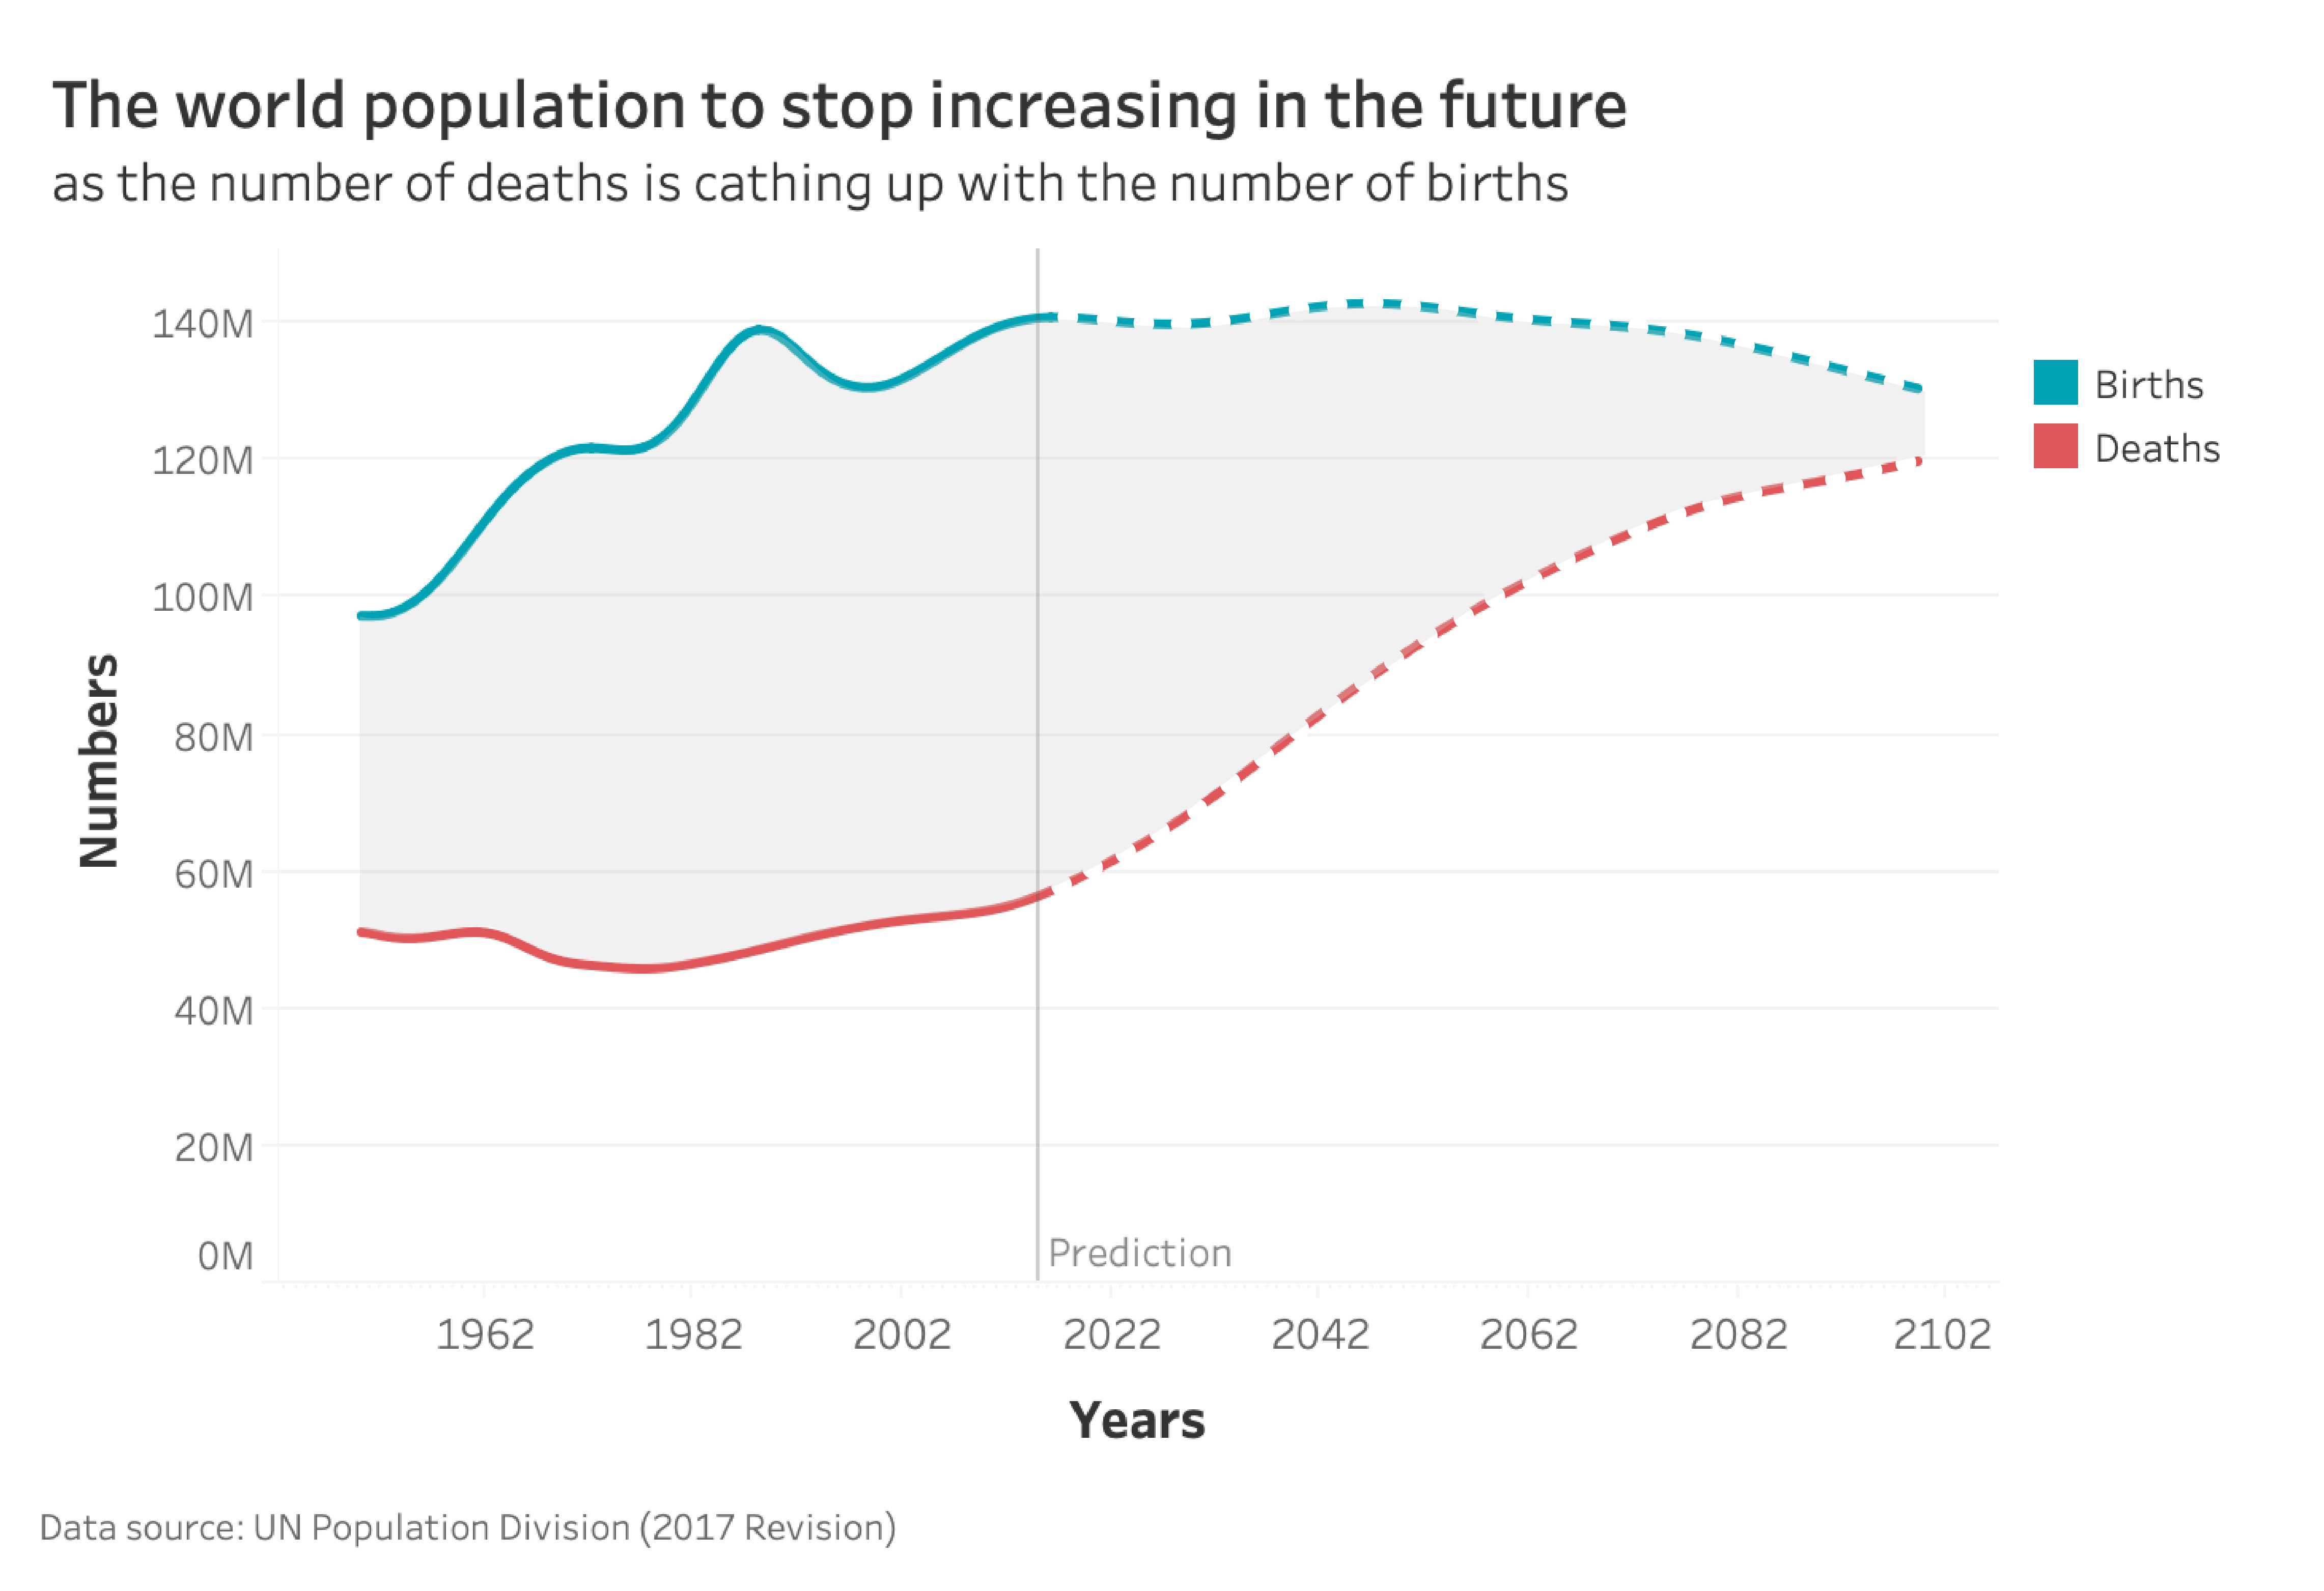 The world population to stop increasing in the future
as the number of deaths is cathing up with the number of births
140M
120M
100M
80M
60M
40M
20M
0M
Numbers
Births
Deaths
Prediction
1962 1982 2002 2022 2042 2062 2082 2102
Years
Data source: UN Population Division (2017 Revision)